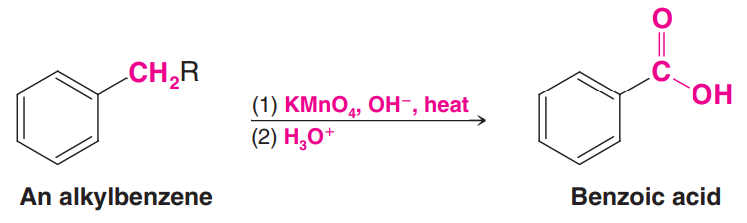 CH₂R
(1) KMnO₄, OH⁻, heat
(2) H₃O⁺
An alkylbenzene
O
C
OH
Benzoic acid